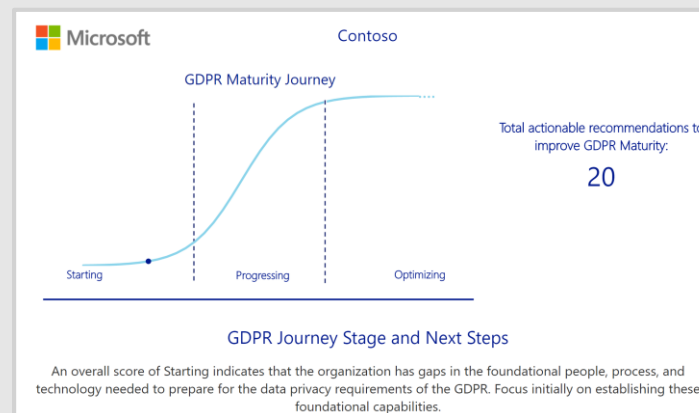 Microsoft
Contoso
GDPR Maturity Journey
Total actionable recommendations to
improve GDPR Maturity:
20
Starting
Progressing
Optimizing
GDPR Journey Stage and Next Steps
An overall score of Starting indicates that the organization has gaps in the foundational people, process, and
technology needed to prepare for the data privacy requirements of the GDPR. Focus initially on establishing these
foundational capabilities.